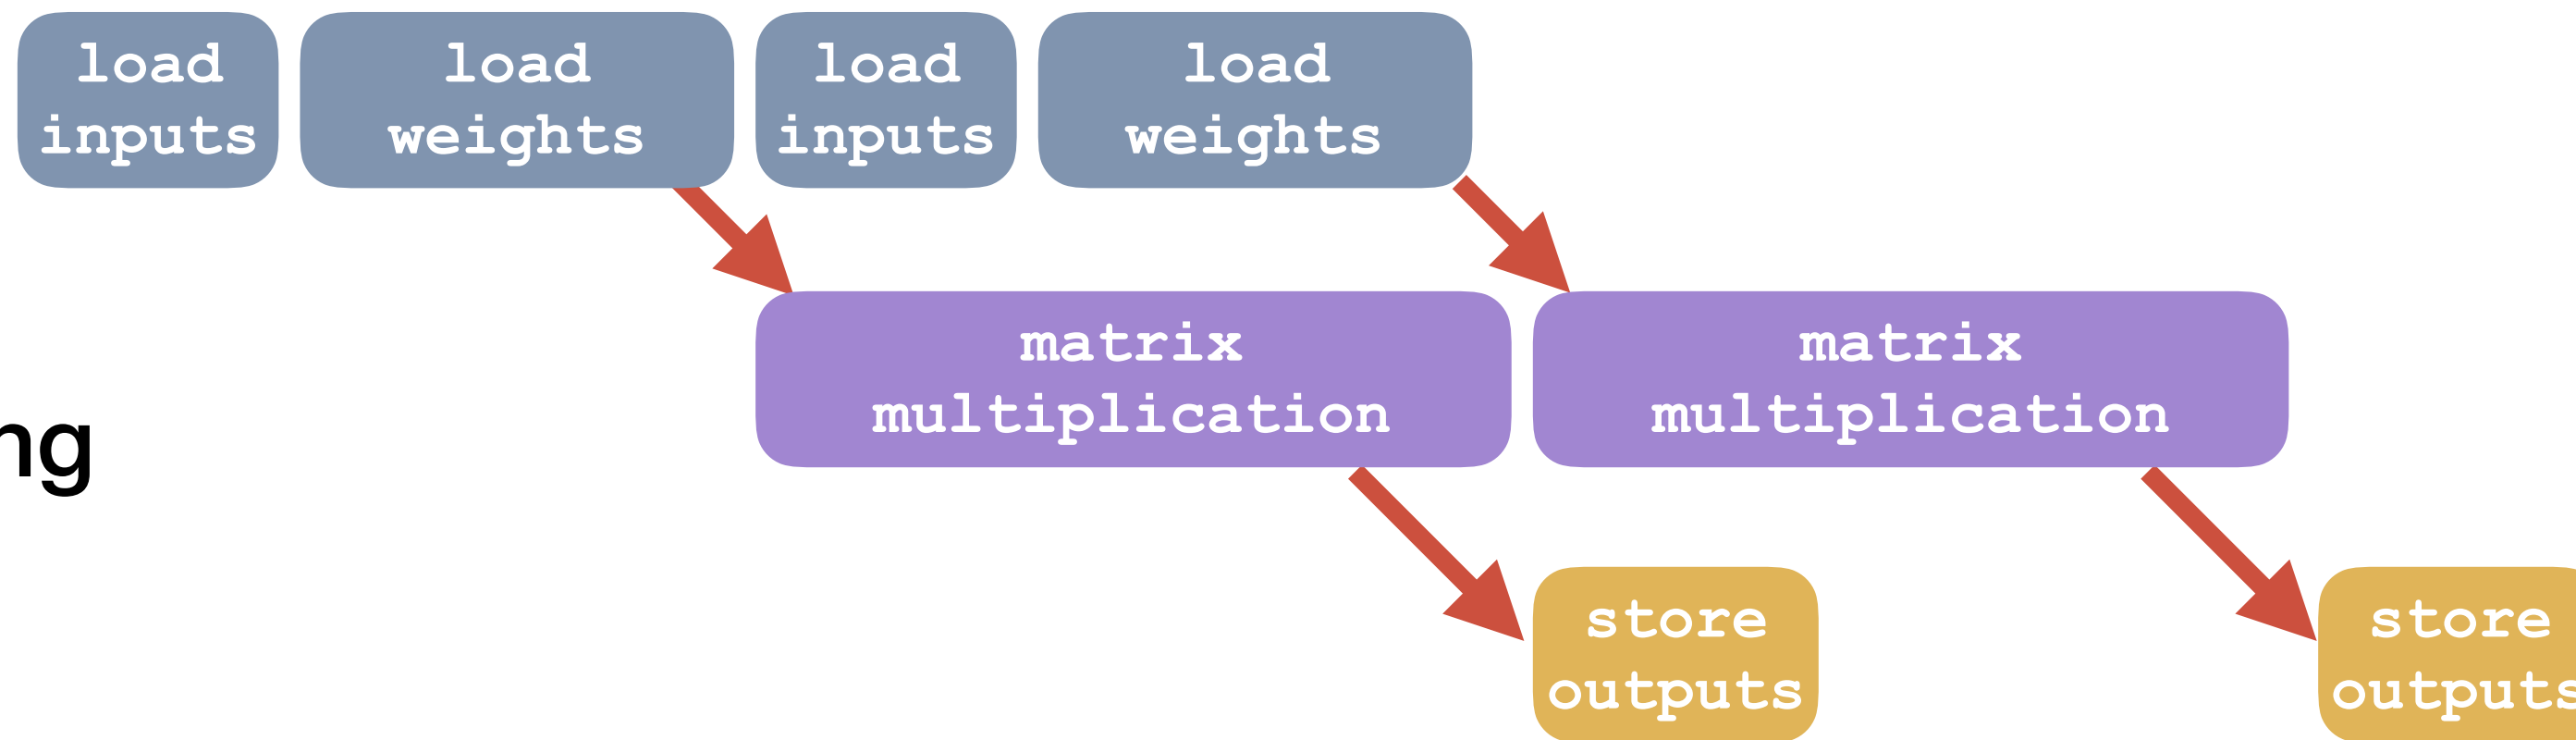 load
inputs
load
weights
load
inputs
load
weights
matrix
multiplication
matrix
multiplication
ng
store
outputs
store
outputs